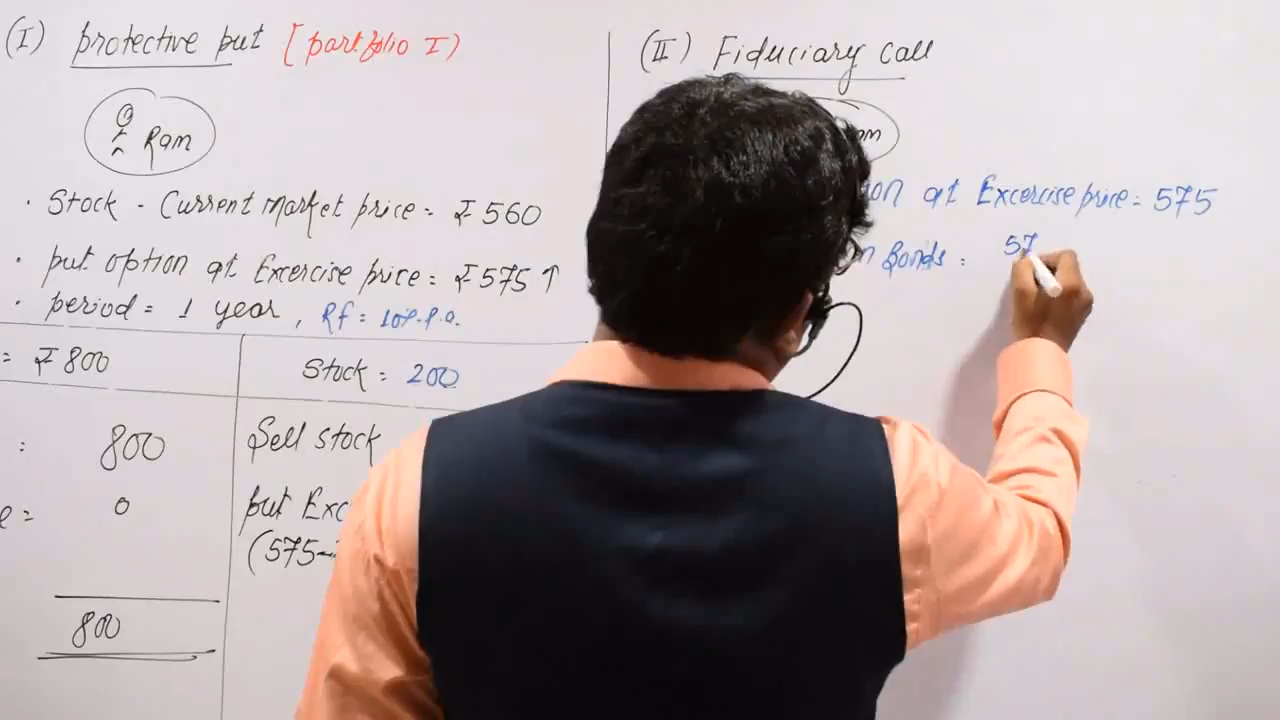 (I) protective put [partfolio I)
Ram
· Stock - Current market price = ₹ 560
· put option at Excercise price = ₹ 575 ↑
· period = 1 year, Rf = 10% p.a.
= ₹ 800
Stock = 200
: 800
Sell stock
= 0
put Exc
(575-
800
(II) Fiduciary call
at Excercise price = 575
Bonds = 57